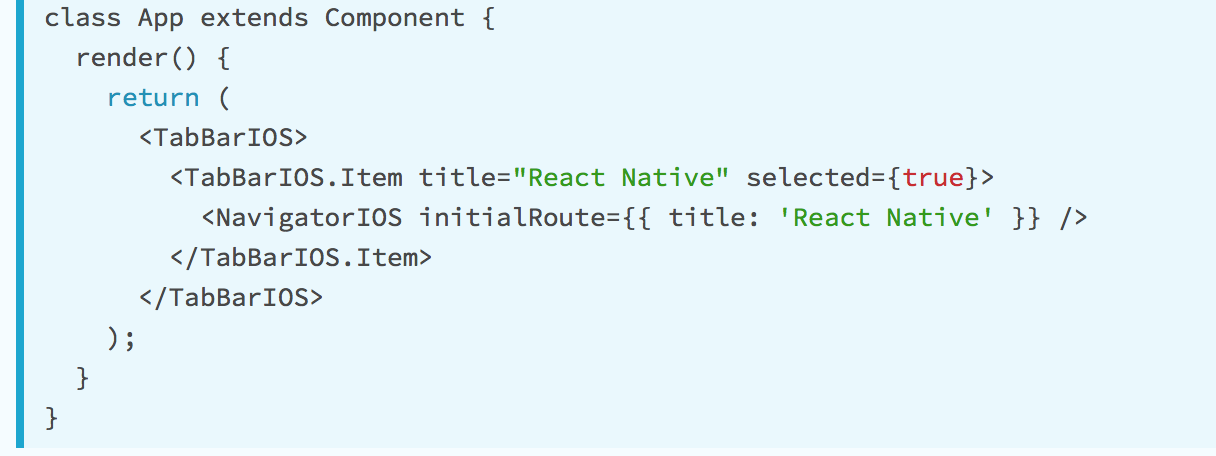 class App extends Component {
  render() {
    return (
      <TabBarIOS>
        <TabBarIOS.Item title="React Native" selected={true}>
          <NavigatorIOS initialRoute={{ title: 'React Native' }} />
        </TabBarIOS.Item>
      </TabBarIOS>
    );
  }
}